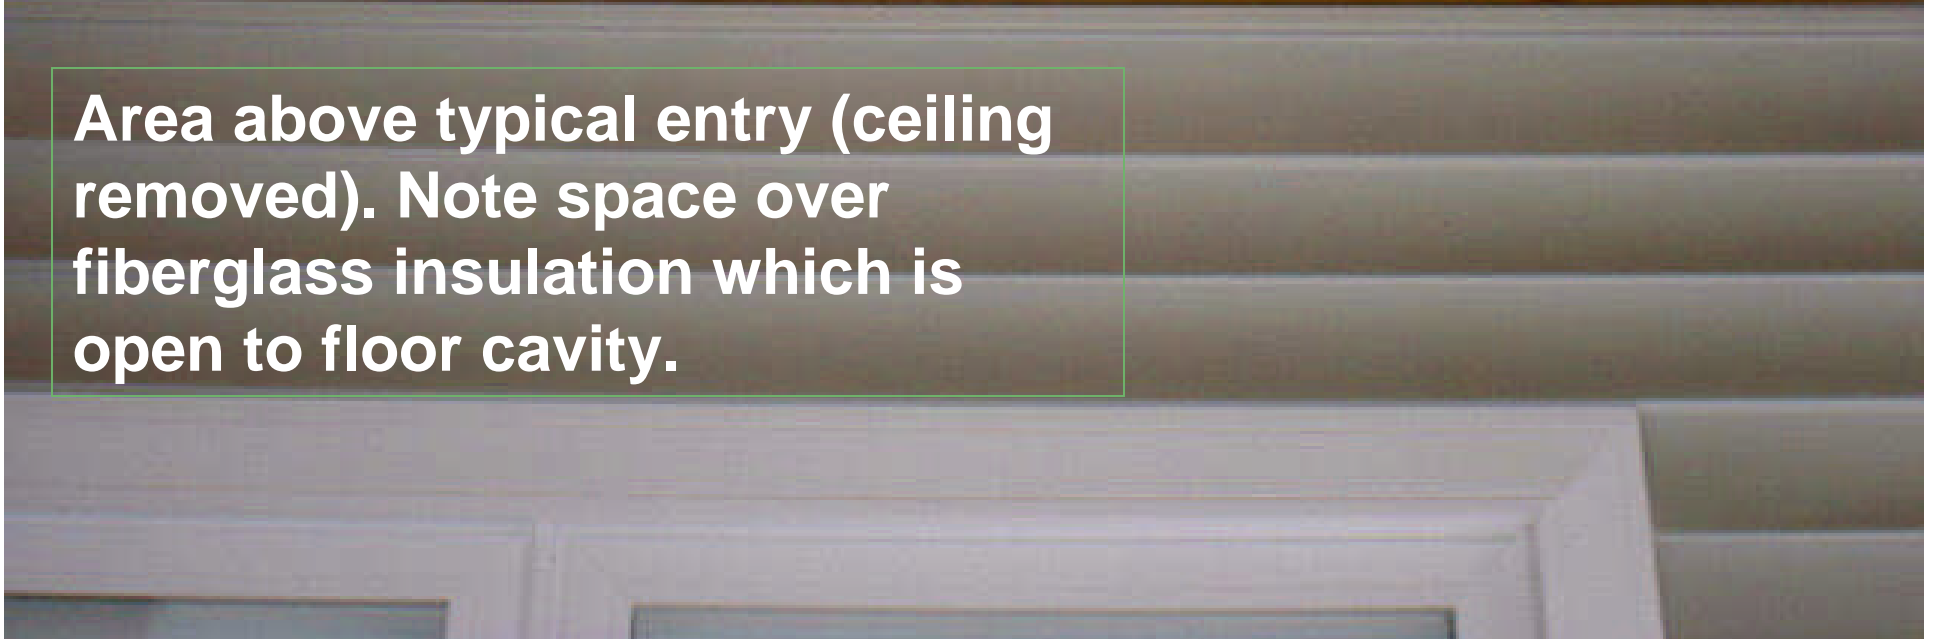 Area above typical entry (ceiling
removed). Note space over
fiberglass insulation which is
open to floor cavity.